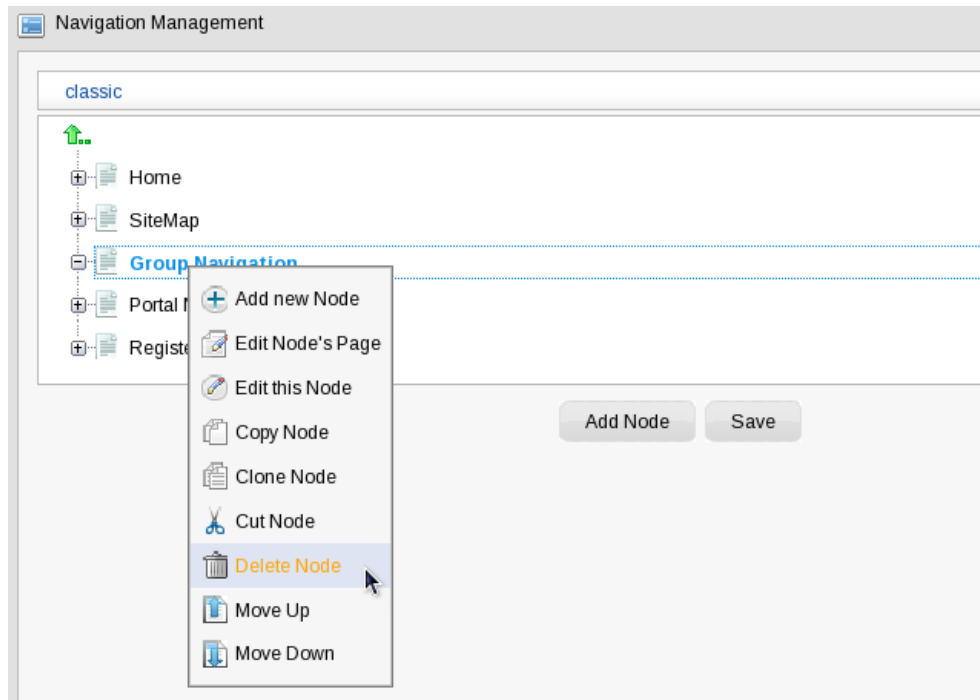 Navigation Management
classic
Home
SiteMap
Group Navigation
Portal
Add new Node
Edit Node's Page
Edit this Node
Copy Node
Clone Node
Cut Node
Delete Node
Move Up
Move Down
Add Node
Save